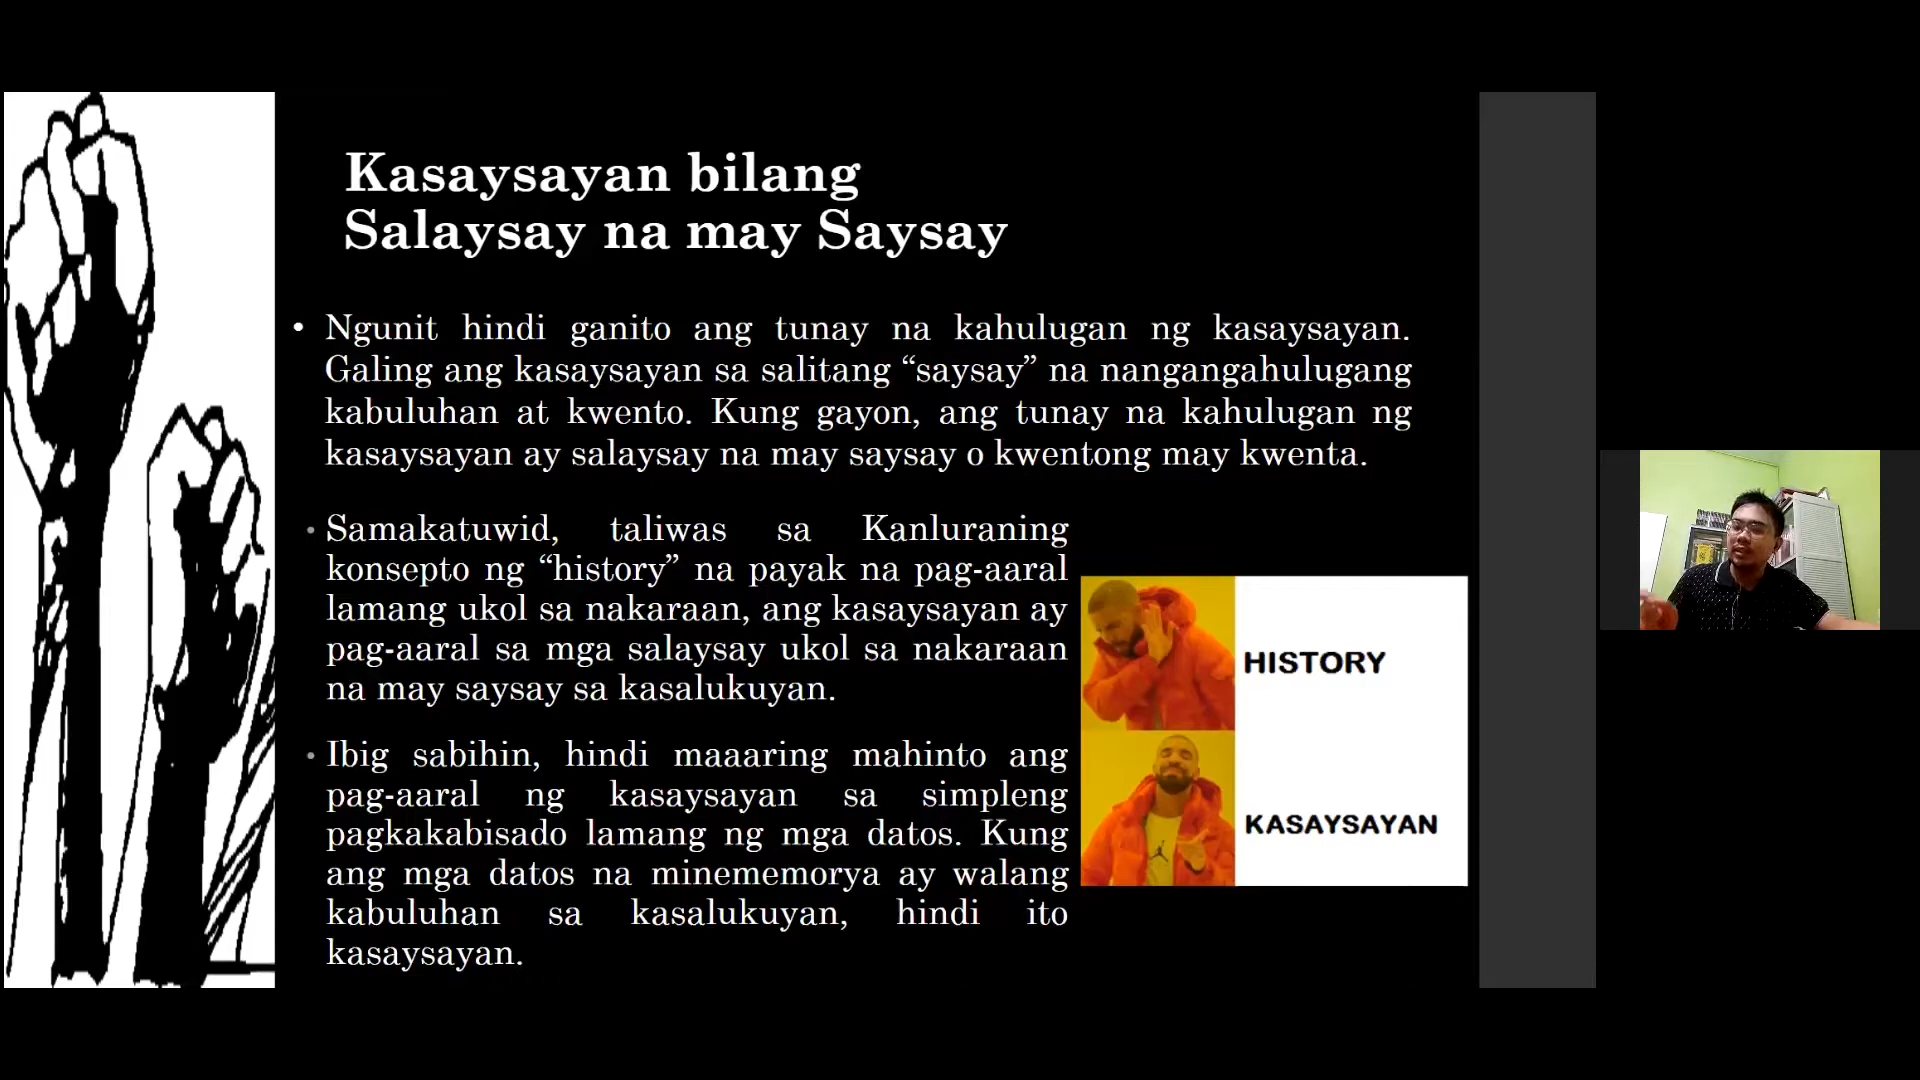 Kasaysayan bilang
Salaysay na may Saysay
• Ngunit hindi ganito ang tunay na kahulugan ng kasaysayan.
Galing ang kasaysayan sa salitang “saysay” na nangangahulugang
kabuluhan at kwento. Kung gayon, ang tunay na kahulugan ng
kasaysayan ay salaysay na may saysay o kwentong may kwenta.
• Samakatuwid, taliwas sa Kanluraning
konsepto ng “history” na payak na pag-aaral
lamang ukol sa nakaraan, ang kasaysayan ay
pag-aaral sa mga salaysay ukol sa nakaraan
na may saysay sa kasalukuyan.
• Ibig sabihin, hindi maaaring mahinto ang
pag-aaral ng kasaysayan sa simpleng
pagkakabisado lamang ng mga datos. Kung
ang mga datos na minememorya ay walang
kabuluhan sa kasalukuyan, hindi ito
kasaysayan.
HISTORY
KASAYSAYAN